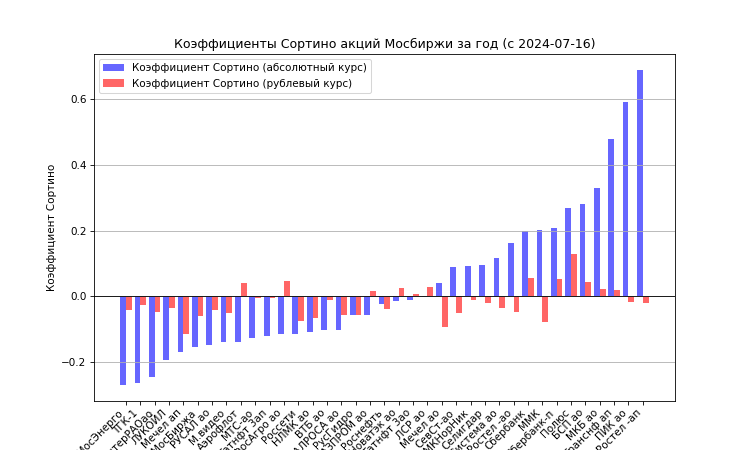 Коэффициенты Сортино акций Мосбиржи за год (с 2024-07-16)
Коэффициент Сортино (абсолютный курс)
Коэффициент Сортино (рублевый курс)
Коэффициент Сортино
0.6
0.4
0.2
0.0
−0.2
МосЭнерго
ТГК-1
ЛУКОЙЛ
Мечел ап
МосБиржа
РУСАЛ ао
М.видео
Аэрофлот
МТС-ао
Россети
НЛМК ао
ВТБ ао
АЛРОСА ао
РусГидро
Роснефть
ЛСР ао
Мечел ао
СевСт-ао
Селигдар
Ростел -ао
Сбербанк
ММК
Полюс
БСП ао
МКБ ао
ПИК ао
Ростел -ап